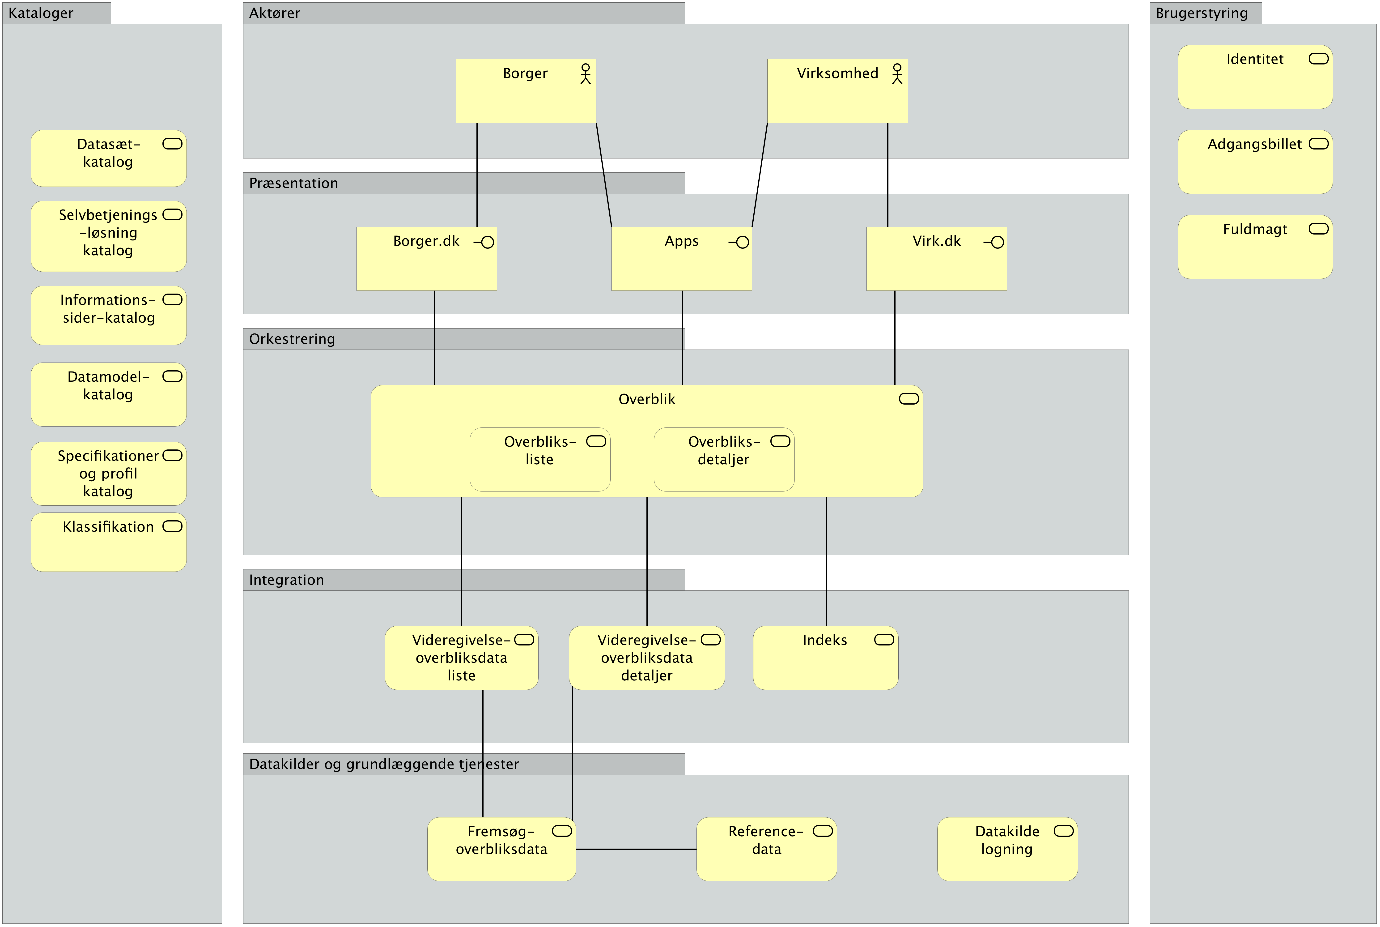 Kataloger
Datasæt-
katalog
Selvbetjenings
-løsning
katalog
Informations-
sider-katalog
Datamodel-
katalog
Specifikationer
og profil
katalog
Klassifikation
Aktører
Borger
Virksomhed
Præsentation
Borger.dk
Apps
Virk.dk
Orkestrering
Overblik
Overbliks-
liste
Overbliks-
detaljer
Integration
Videregivelse-
overbliksdata
liste
Videregivelse-
overbliksdata
detaljer
Indeks
Datakilder og grundlæggende tjenester
Fremsøg-
overbliksdata
Reference-
data
Datakilde
logning
Brugerstyring
Identitet
Adgangsbillet
Fuldmagt